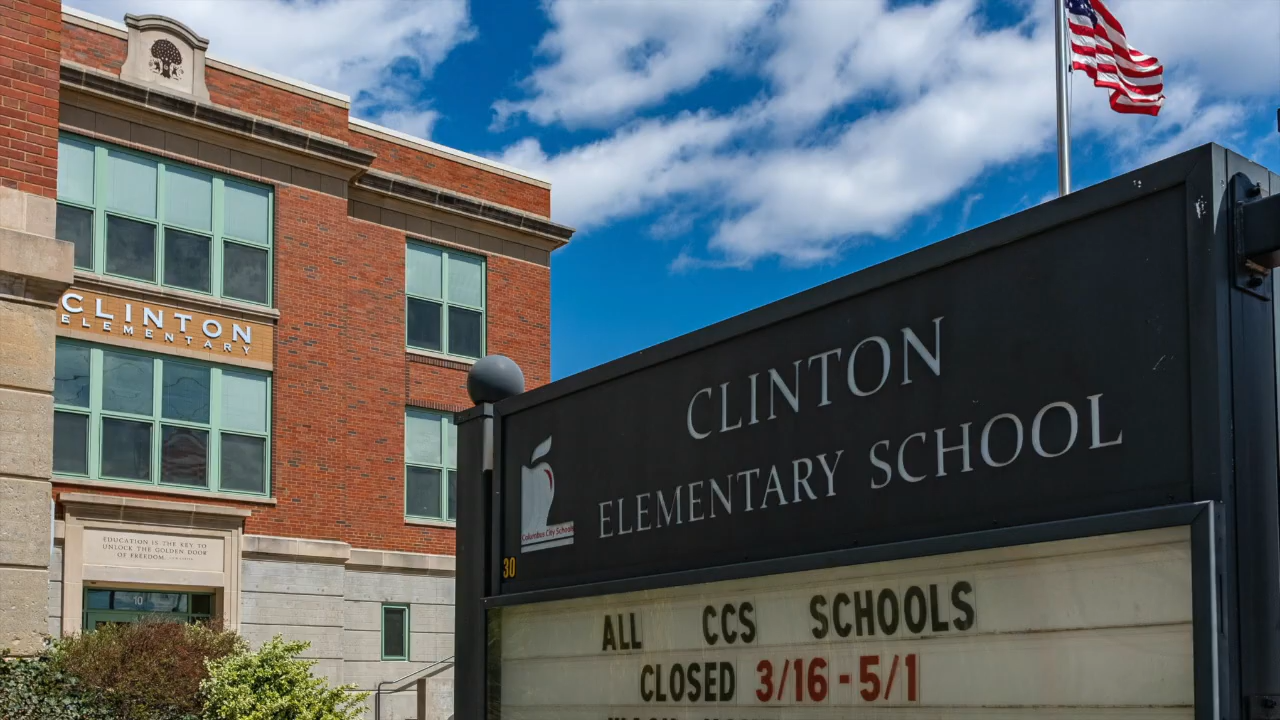 CLINTON
ELEMENTARY
EDUCATION IS THE KEY TO
UNLOCK THE GOLDEN DOOR
OF FREEDOM.
10
CLINTON
ELEMENTARY SCHOOL
Columbus City Schools
30
ALL CCS SCHOOLS
CLOSED 3/16-5/1